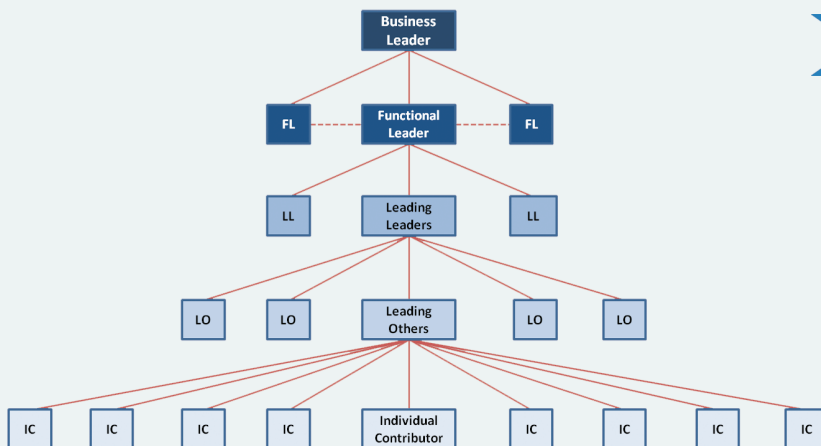 Business
Leader
FL
Functional
Leader
FL
LL
Leading
Leaders
LL
LO
LO
Leading
Others
LO
LO
IC
IC
IC
IC
Individual
Contributor
IC
IC
IC
IC